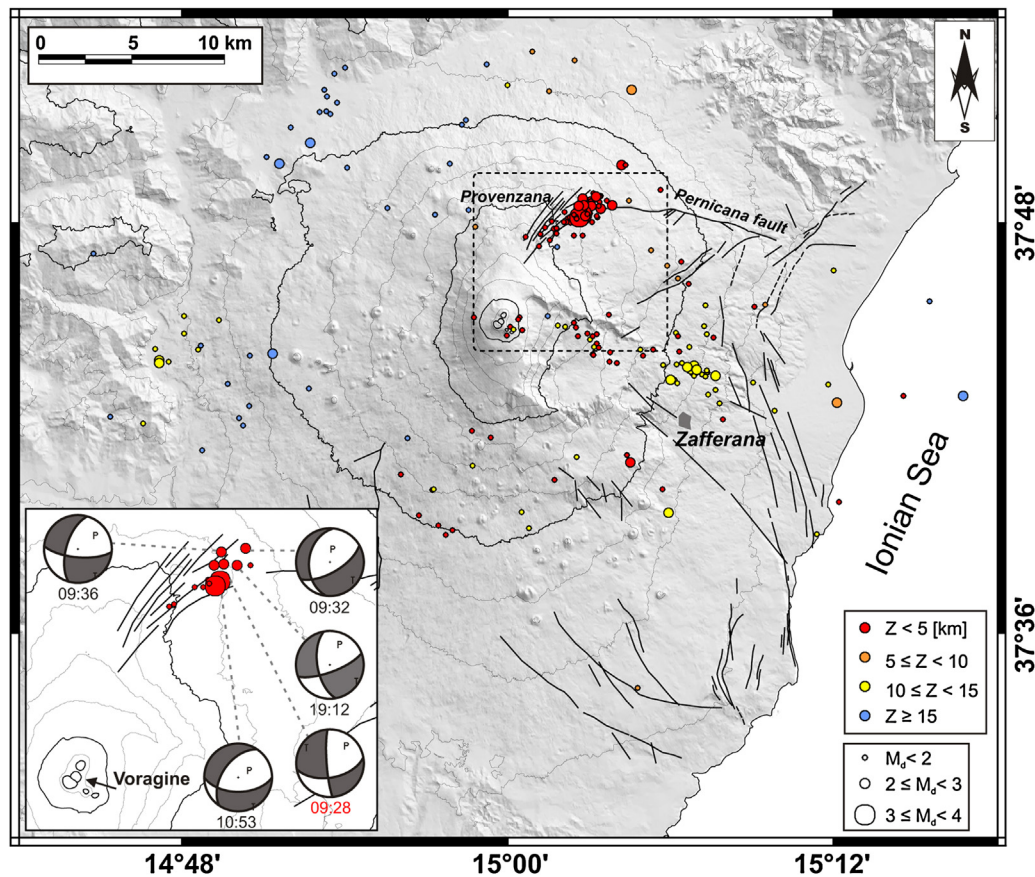 0 5 10 km
N
S
Provenzana
Pernicana fault
37°48'
Zafferana
Ionian Sea
P
T
09:36
P
09:32
T
19:12
P
T
09:28
P
T
10:53
Voragine
37°36'
Z < 5 [km]
5 ≤ Z < 10
10 ≤ Z < 15
Z ≥ 15
Md < 2
2 ≤ Md < 3
3 ≤ Md < 4
14°48'
15°00'
15°12'